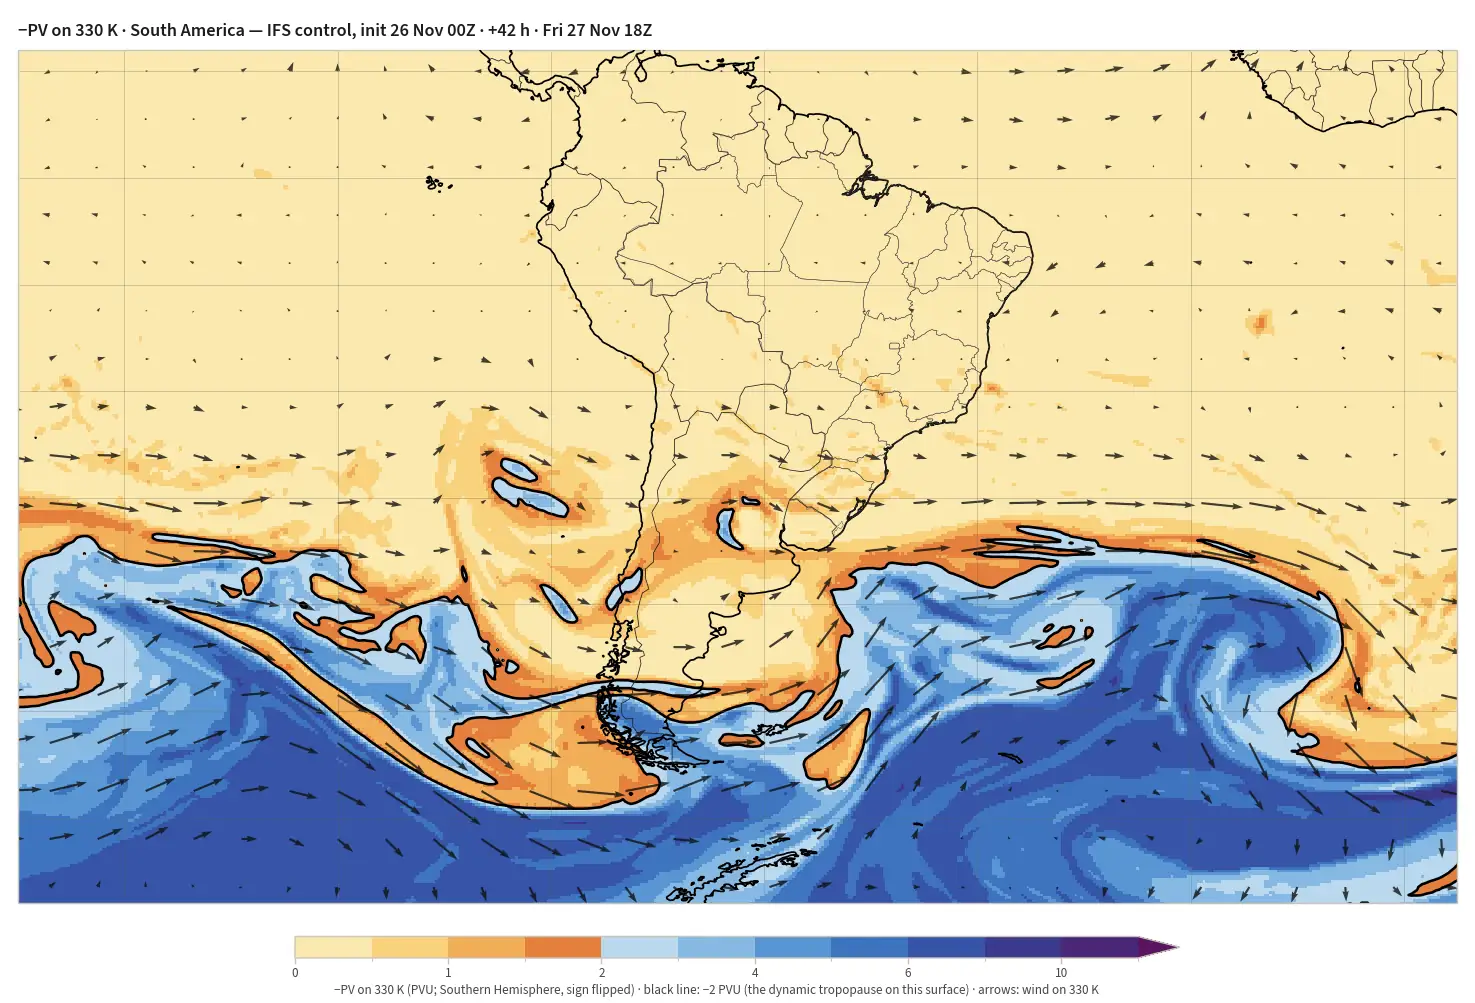 −PV on 330 K · South America — IFS control, init 26 Nov 00Z · +42 h · Fri 27 Nov 18Z
0 1 2 4 6 10
−PV on 330 K (PVU; Southern Hemisphere, sign flipped) · black line: −2 PVU (the dynamic tropopause on this surface) · arrows: wind on 330 K